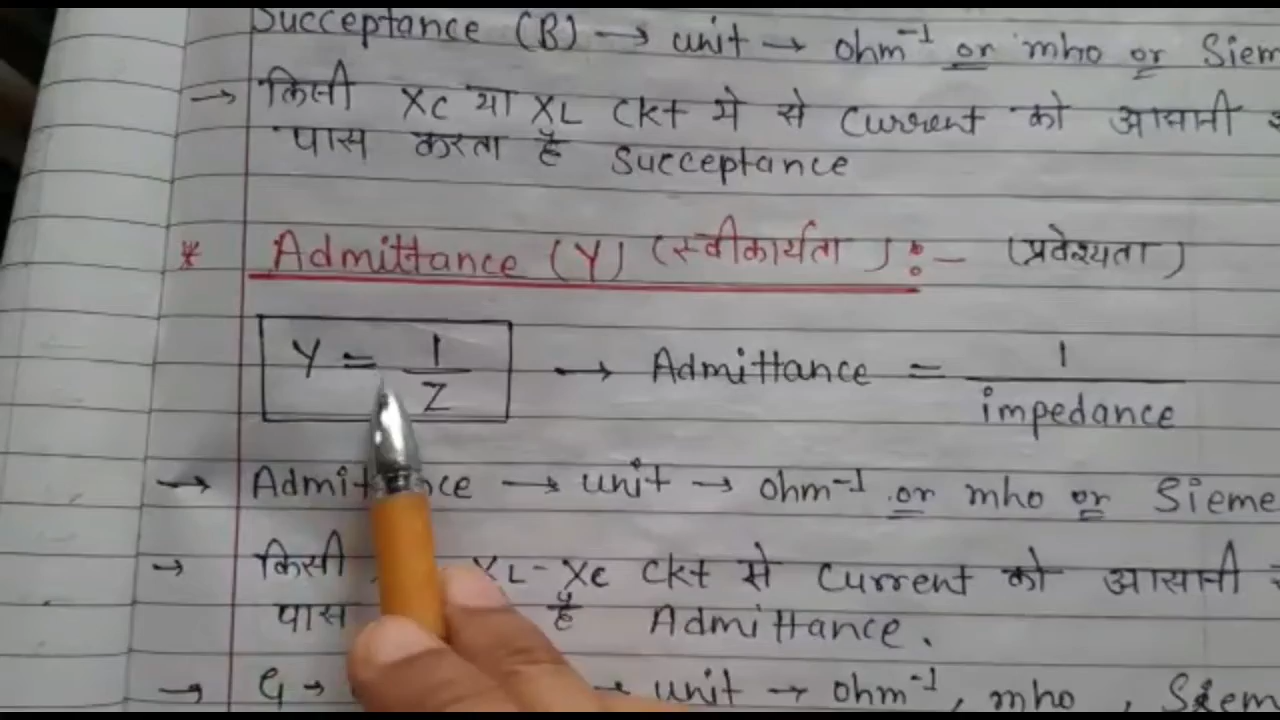 Succeptance (B) → unit → ohm⁻¹ or mho or Siem
→ किसी Xc या XL Ckt मे से Current को आसानी
पास करता है Succeptance
* Admittance (Y) (स्वीकार्यता) :- (प्रवेश्यता)
Y = 1/Z → Admittance = 1/impedance
→ Admittance → unit → ohm⁻¹ or mho or Sieme
→ किसी XL-Xc Ckt से Current को आसानी
पास है Admittance.
→ G → → unit → ohm⁻¹, mho, Siem